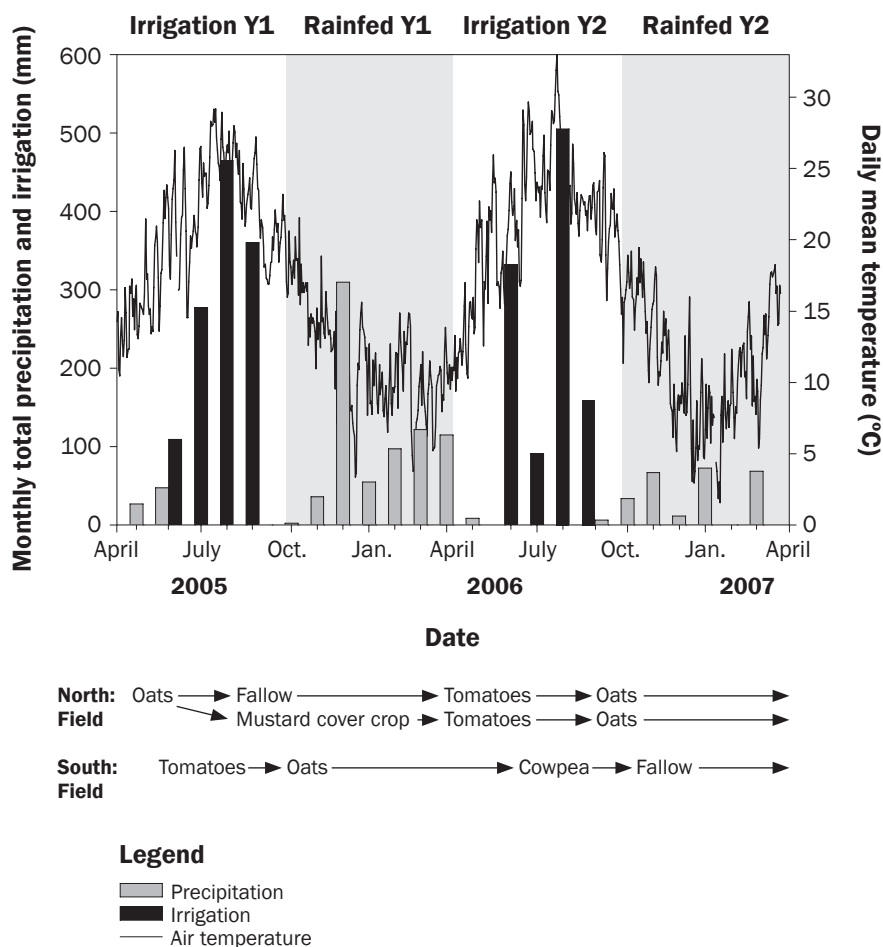 Irrigation Y1 Rainfed Y1 Irrigation Y2 Rainfed Y2
Monthly total precipitation and irrigation (mm)
600
500
400
300
200
100
0
30
25
20
15
10
5
0
Daily mean temperature (°C)
April July Oct. Jan. April July Oct. Jan. April
2005 2006 2007
Date
North: Oats Fallow Tomatoes Oats
Field Mustard cover crop Tomatoes Oats
South: Tomatoes Oats Cowpea Fallow
Field
Legend
Precipitation
Irrigation
Air temperature